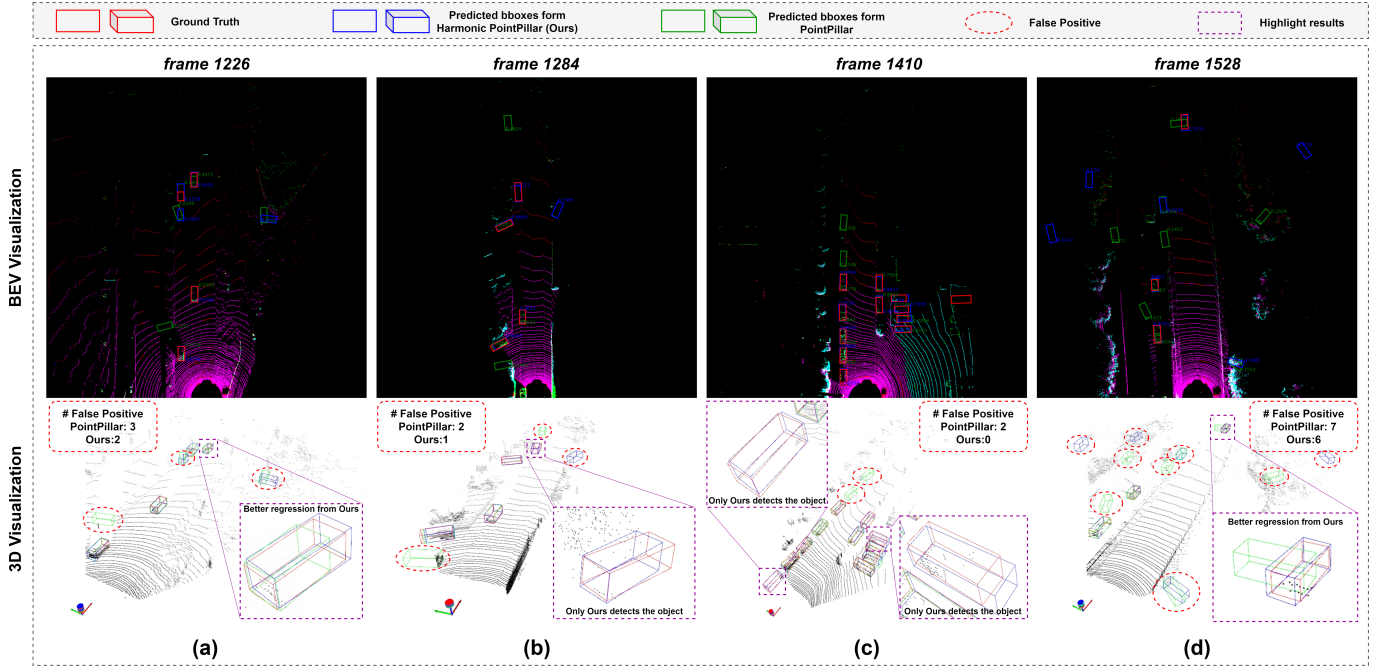 Ground Truth
Predicted bboxes form
Harmonic PointPillar (Ours)
Predicted bboxes form
PointPillar
False Positive
Highlight results
frame 1226
frame 1284
frame 1410
frame 1528
BEV Visualization
3D Visualization
# False Positive
PointPillar: 3
Ours:2
Better regression from Ours
# False Positive
PointPillar: 2
Ours:1
Only Ours detects the object
# False Positive
PointPillar: 2
Ours:0
Only Ours detects the object
Only Ours detects the object
# False Positive
PointPillar: 7
Ours:6
Better regression from Ours
(a)
(b)
(c)
(d)